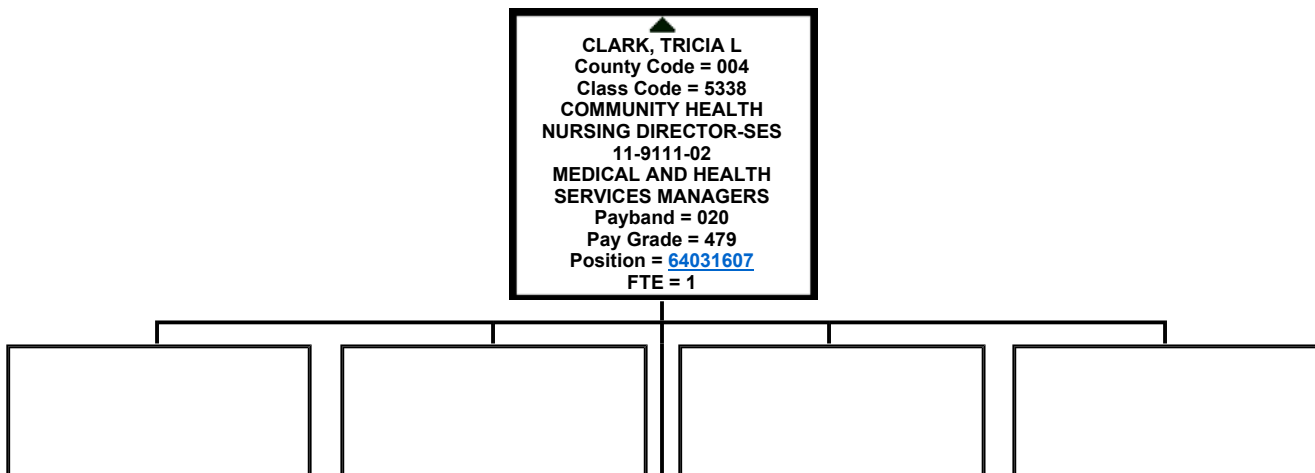 CLARK, TRICIA L
County Code = 004
Class Code = 5338
COMMUNITY HEALTH
NURSING DIRECTOR-SES
11-9111-02
MEDICAL AND HEALTH
SERVICES MANAGERS
Payband = 020
Pay Grade = 479
Position = 64031607
FTE = 1